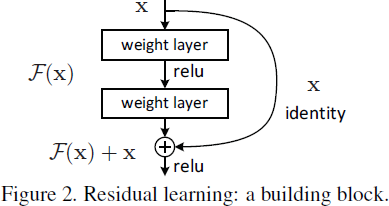 x
weight layer
F(x)
relu
x
weight layer
identity
F(x) + x
relu
Figure 2. Residual learning: a building block.